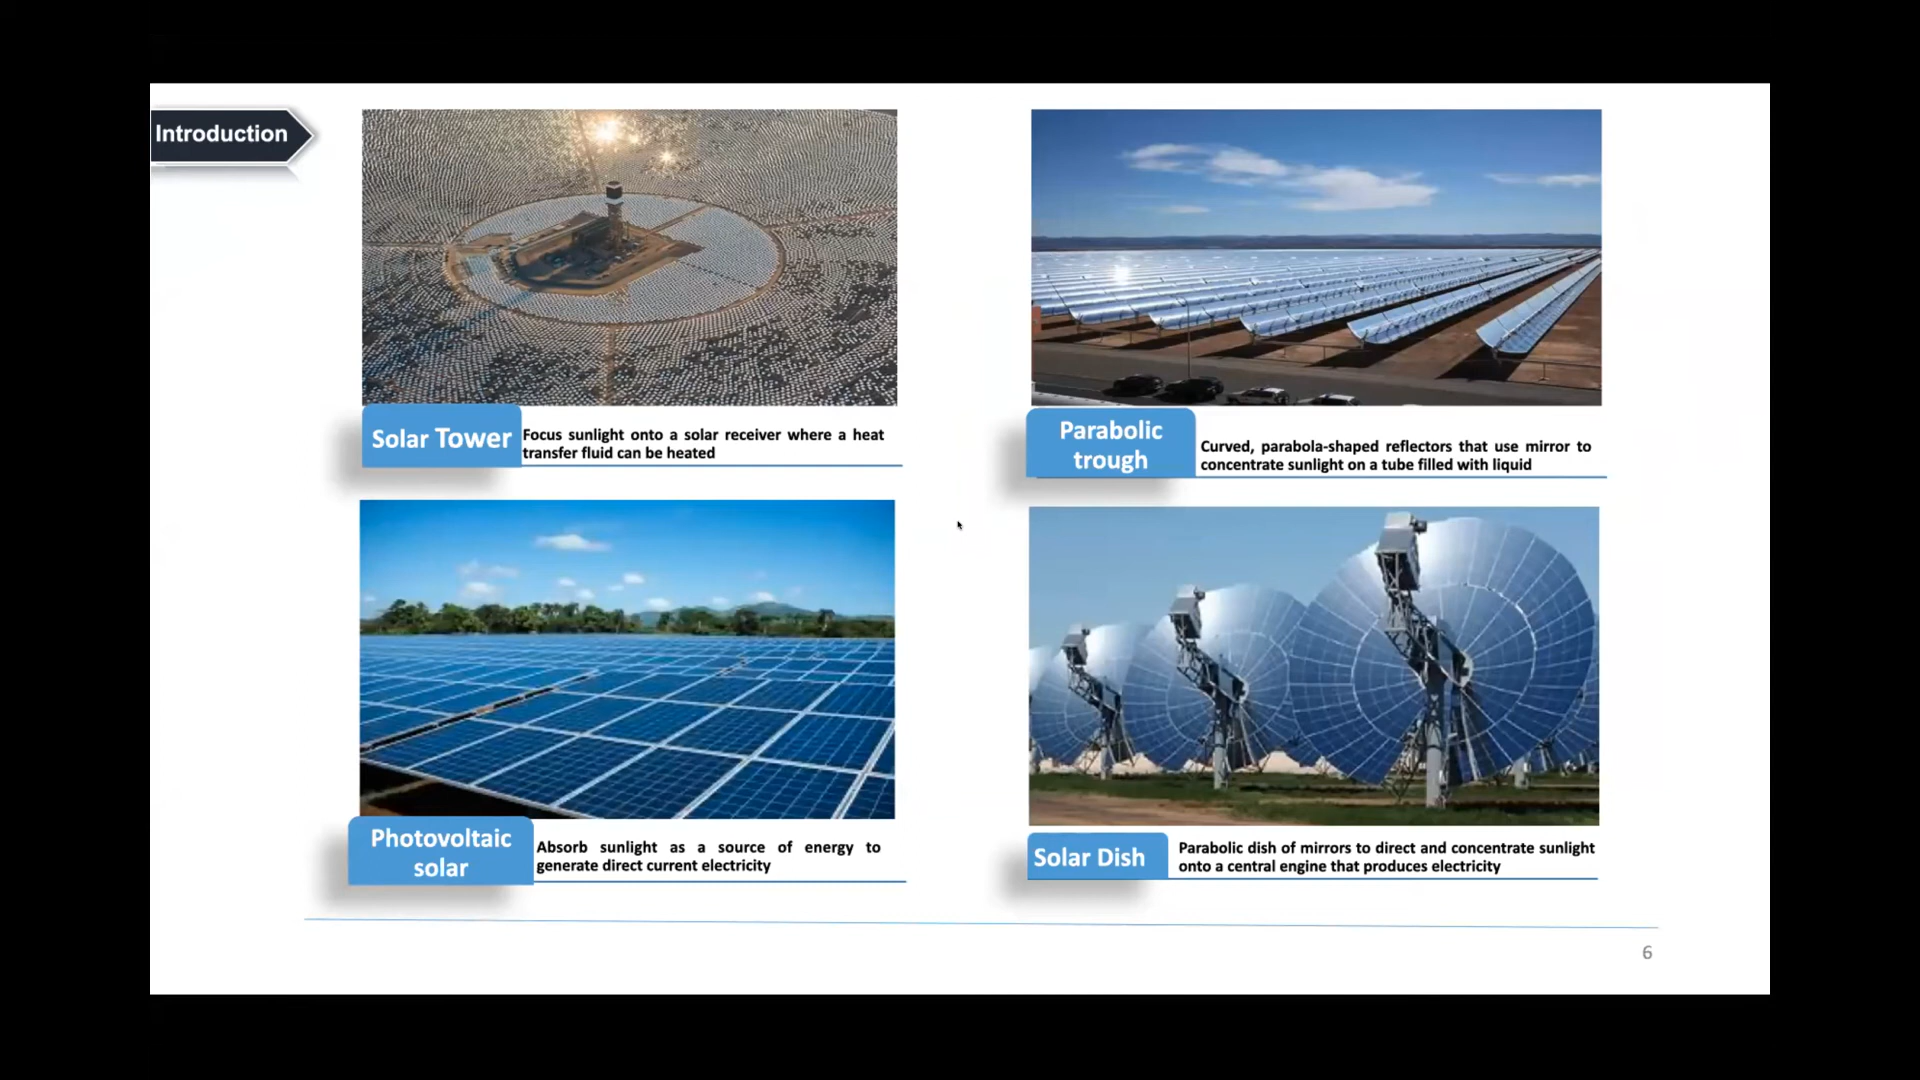 Introduction
Solar Tower
Focus sunlight onto a solar receiver where a heat
transfer fluid can be heated
Parabolic
trough
Curved, parabola-shaped reflectors that use mirror to
concentrate sunlight on a tube filled with liquid
Photovoltaic
solar
Absorb sunlight as a source of energy to
generate direct current electricity
Solar Dish
Parabolic dish of mirrors to direct and concentrate sunlight
onto a central engine that produces electricity
6